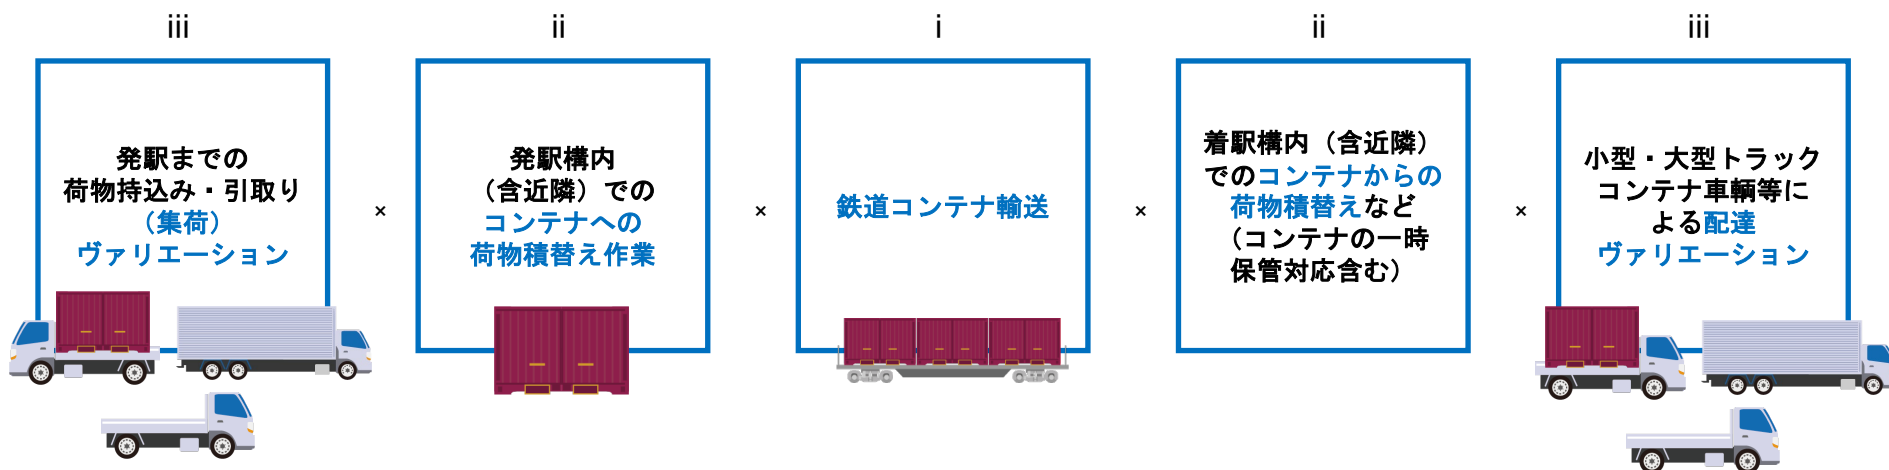 iii
発駅までの
荷物持込み・引取り
（集荷）
ヴァリエーション
×
ii
発駅構内
（含近隣）での
コンテナへの
荷物積替え作業
×
i
鉄道コンテナ輸送
×
ii
着駅構内（含近隣）
でのコンテナからの
荷物積替えなど
（コンテナの一時
保管対応含む）
×
iii
小型・大型トラック
コンテナ車輌等に
よる配達
ヴァリエーション